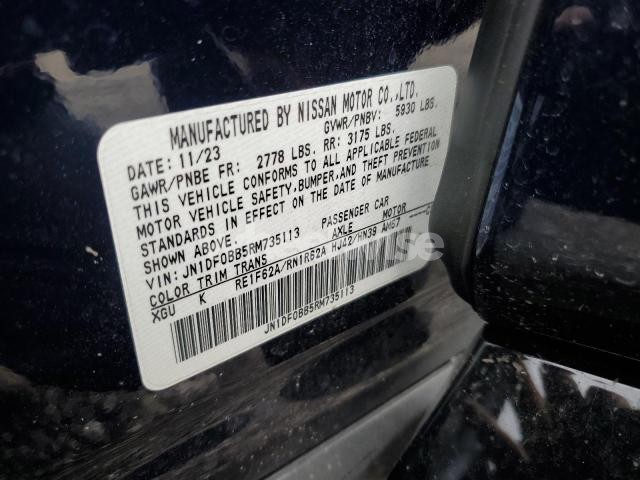 MANUFACTURED BY NISSAN MOTOR CO.,LTD.
DATE: 11/23 GVWR/PNBV: 5930 LBS.
GAWR/PNBE FR: 2778 LBS. RR: 3175 LBS.
THIS VEHICLE CONFORMS TO ALL APPLICABLE FEDERAL
MOTOR VEHICLE SAFETY,BUMPER,AND THEFT PREVENTION
STANDARDS IN EFFECT ON THE DATE OF MANUFACTURE
SHOWN ABOVE.
VIN: JN1DF0BB5RM735113 PASSENGER CAR
COLOR TRIM TRANS AXLE MOTOR
XGU K RE1F62A/RN1R62A HJ42/HN38 AM67 ----C
JN1DF0BB5RM735113